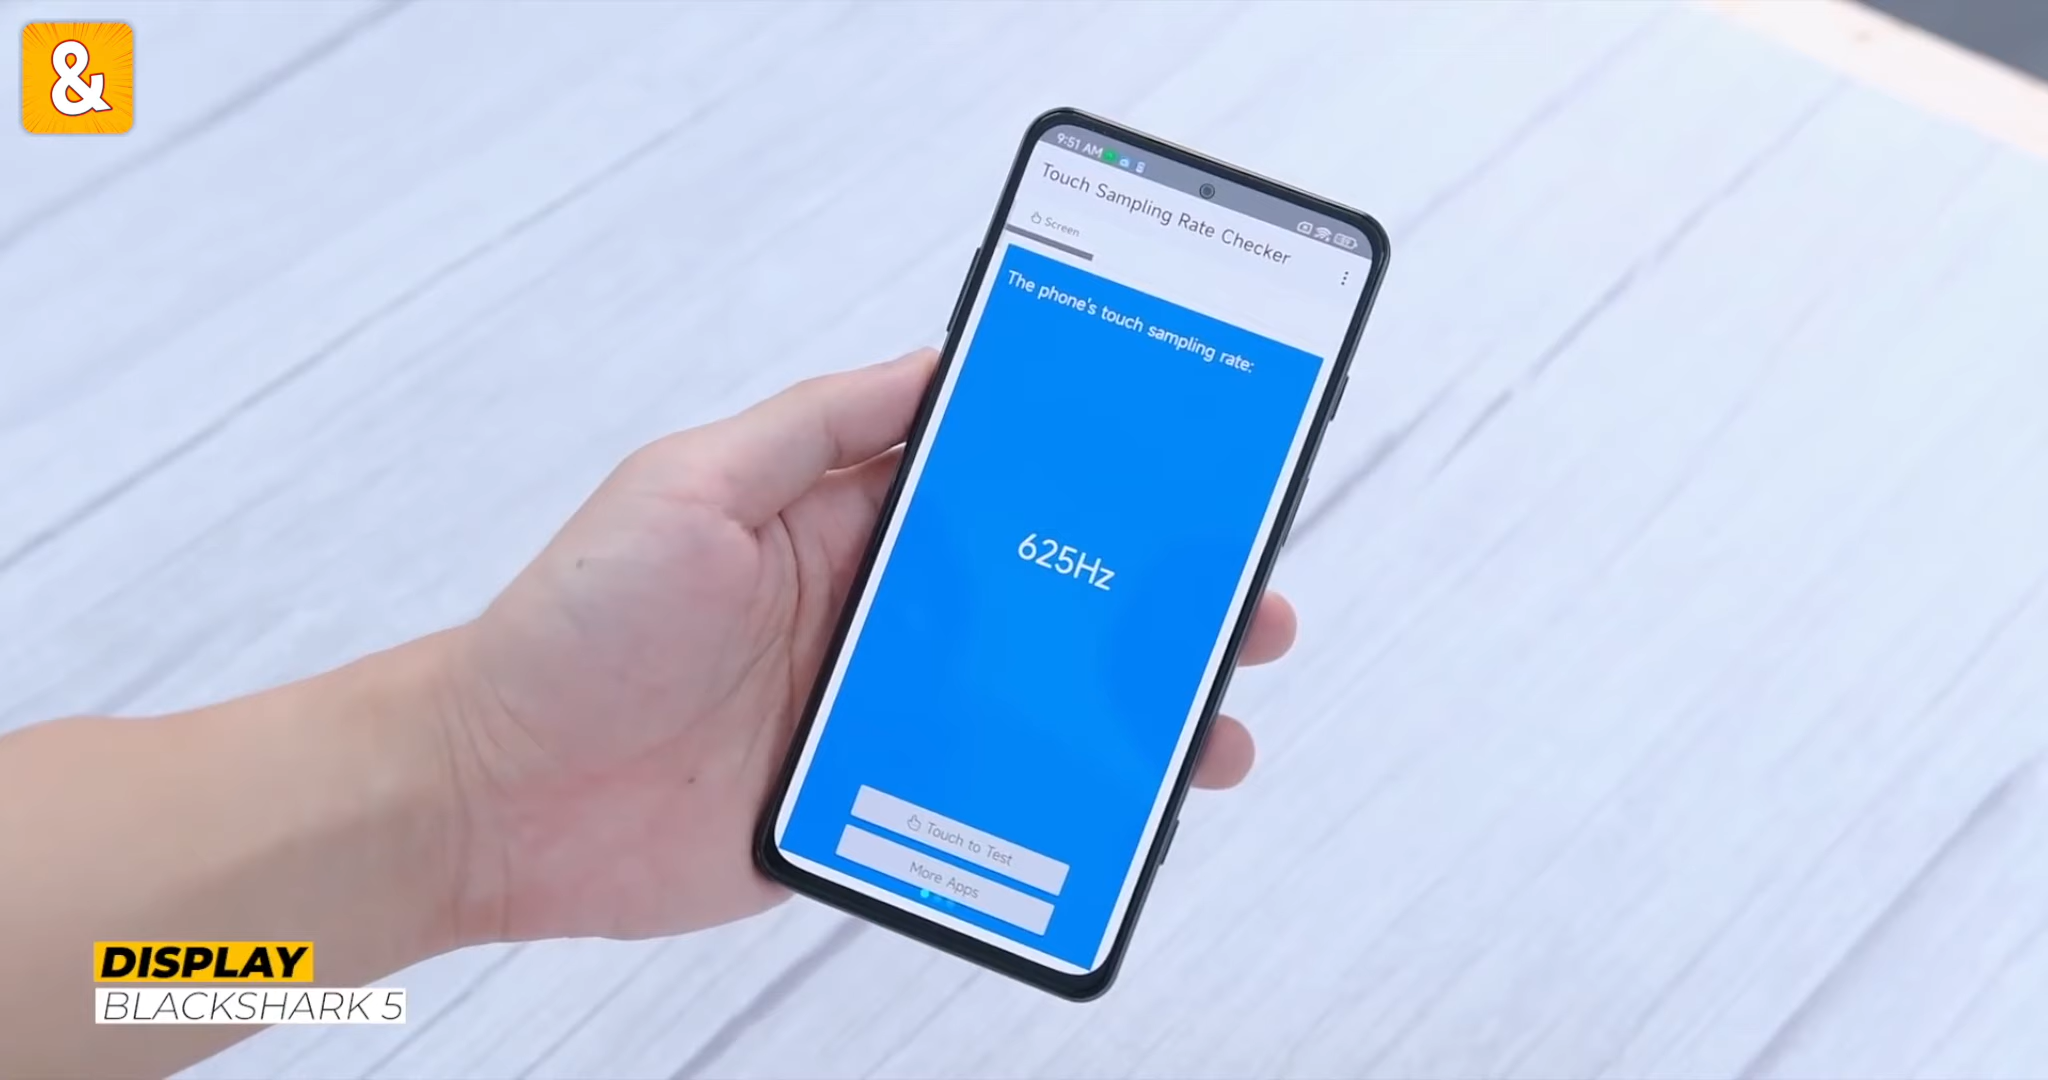 &
9:51 AM
Touch Sampling Rate Checker
Screen
The phone's touch sampling rate:
625Hz
Touch to Test
More Apps
DISPLAY
BLACKSHARK 5